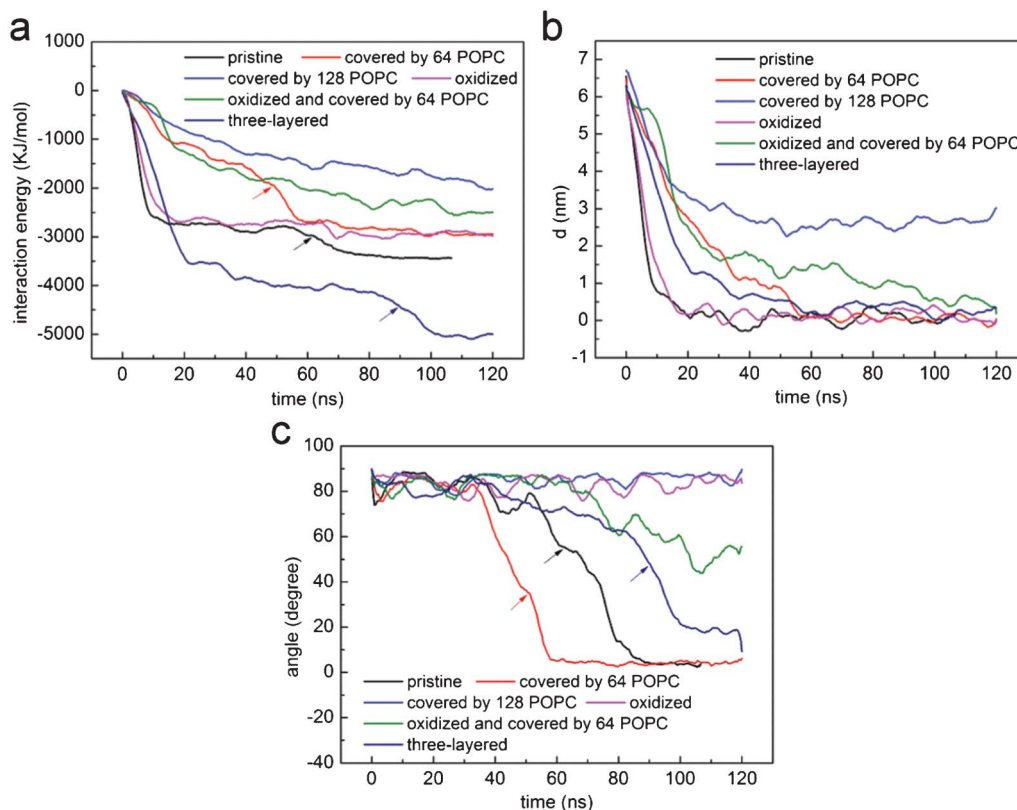 a
1000
0
-1000
-2000
-3000
-4000
-5000
interaction energy (KJ/mol)
pristine covered by 64 POPC
covered by 128 POPC oxidized
oxidized and covered by 64 POPC
three-layered
0 20 40 60 80 100 120
time (ns)
b
7
6
5
4
3
2
1
0
-1
d (nm)
pristine
covered by 64 POPC
covered by 128 POPC
oxidized
oxidized and covered by 64 POPC
three-layered
0 20 40 60 80 100 120
time (ns)
c
100
80
60
40
20
0
-20
-40
angle (degree)
pristine covered by 64 POPC
covered by 128 POPC oxidized
oxidized and covered by 64 POPC
three-layered
0 20 40 60 80 100 120
time (ns)